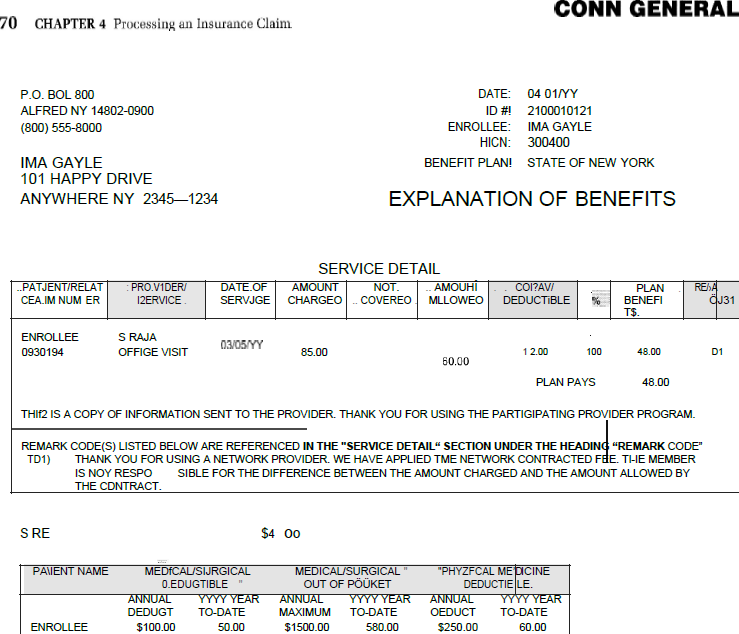 CONN GENERAL
70 CHAPTER 4 Processing an Insurance Claim
P.O. BOL 800
ALFRED NY 14802-0900
(800) 555-8000
DATE: 04 01/YY
ID #! 2100010121
ENROLLEE: IMA GAYLE
HICN: 300400
BENEFIT PLAN! STATE OF NEW YORK
IMA GAYLE
101 HAPPY DRIVE
ANYWHERE NY 2345—1234
EXPLANATION OF BENEFITS
SERVICE DETAIL
..PATJENT/RELAT : PRO.V1DER/ DATE.OF AMOUNT NOT. .. AMOUHÍ . . COI?AV/ PLAN RE/›A
CEA.IM NUM ER I2ERVICE . SERVJGE CHARGEO .. COVEREO . MLLOWEO DEDUCTiBLE % BENEFI ÖJ31
T$.
ENROLLEE S RAJA
0930194 OFFIGE VISIT 03/05/YY 85.00 60.00 1 2.00 100 48.00 D1
PLAN PAYS 48.00
THIf2 IS A COPY OF INFORMATION SENT TO THE PROVIDER. THANK YOU FOR USING THE PARTIGIPATING PROVIDER PROGRAM.
REMARK CODE(S) LISTED BELOW ARE REFERENCED IN THE "SERVICE DETAIL“ SECTION UNDER THE HEADING “REMARK CODE”
TD1) THANK YOU FOR USING A NETWORK PROVIDER. WE HAVE APPLIED TME NETWORK CONTRACTED FEE. TI-IE MEMBER
IS NOY RESPO SIBLE FOR THE DIFFERENCE BETWEEN THE AMOUNT CHARGED AND THE AMOUNT ALLOWED BY
THE CDNTRACT.
S RE $4 Oo
PAtIENT NAME MEDfCAL/SIJRGICAL MEDICAL/SURGICAL " "PHYZFCAL ME'DICINE
0.EDUGTIBLE " OUT OF PÖÜKET DEDUCTIE LE.
ANNUAL YYYY YEAR ANNUAL YYYY YEAR ANNUAL YYYY YEAR
DEDUGT TO-DATE MAXIMUM TO-DATE OEDUCT TO-DATE
ENROLLEE $100.00 50.00 $1500.00 580.00 $250.00 60.00